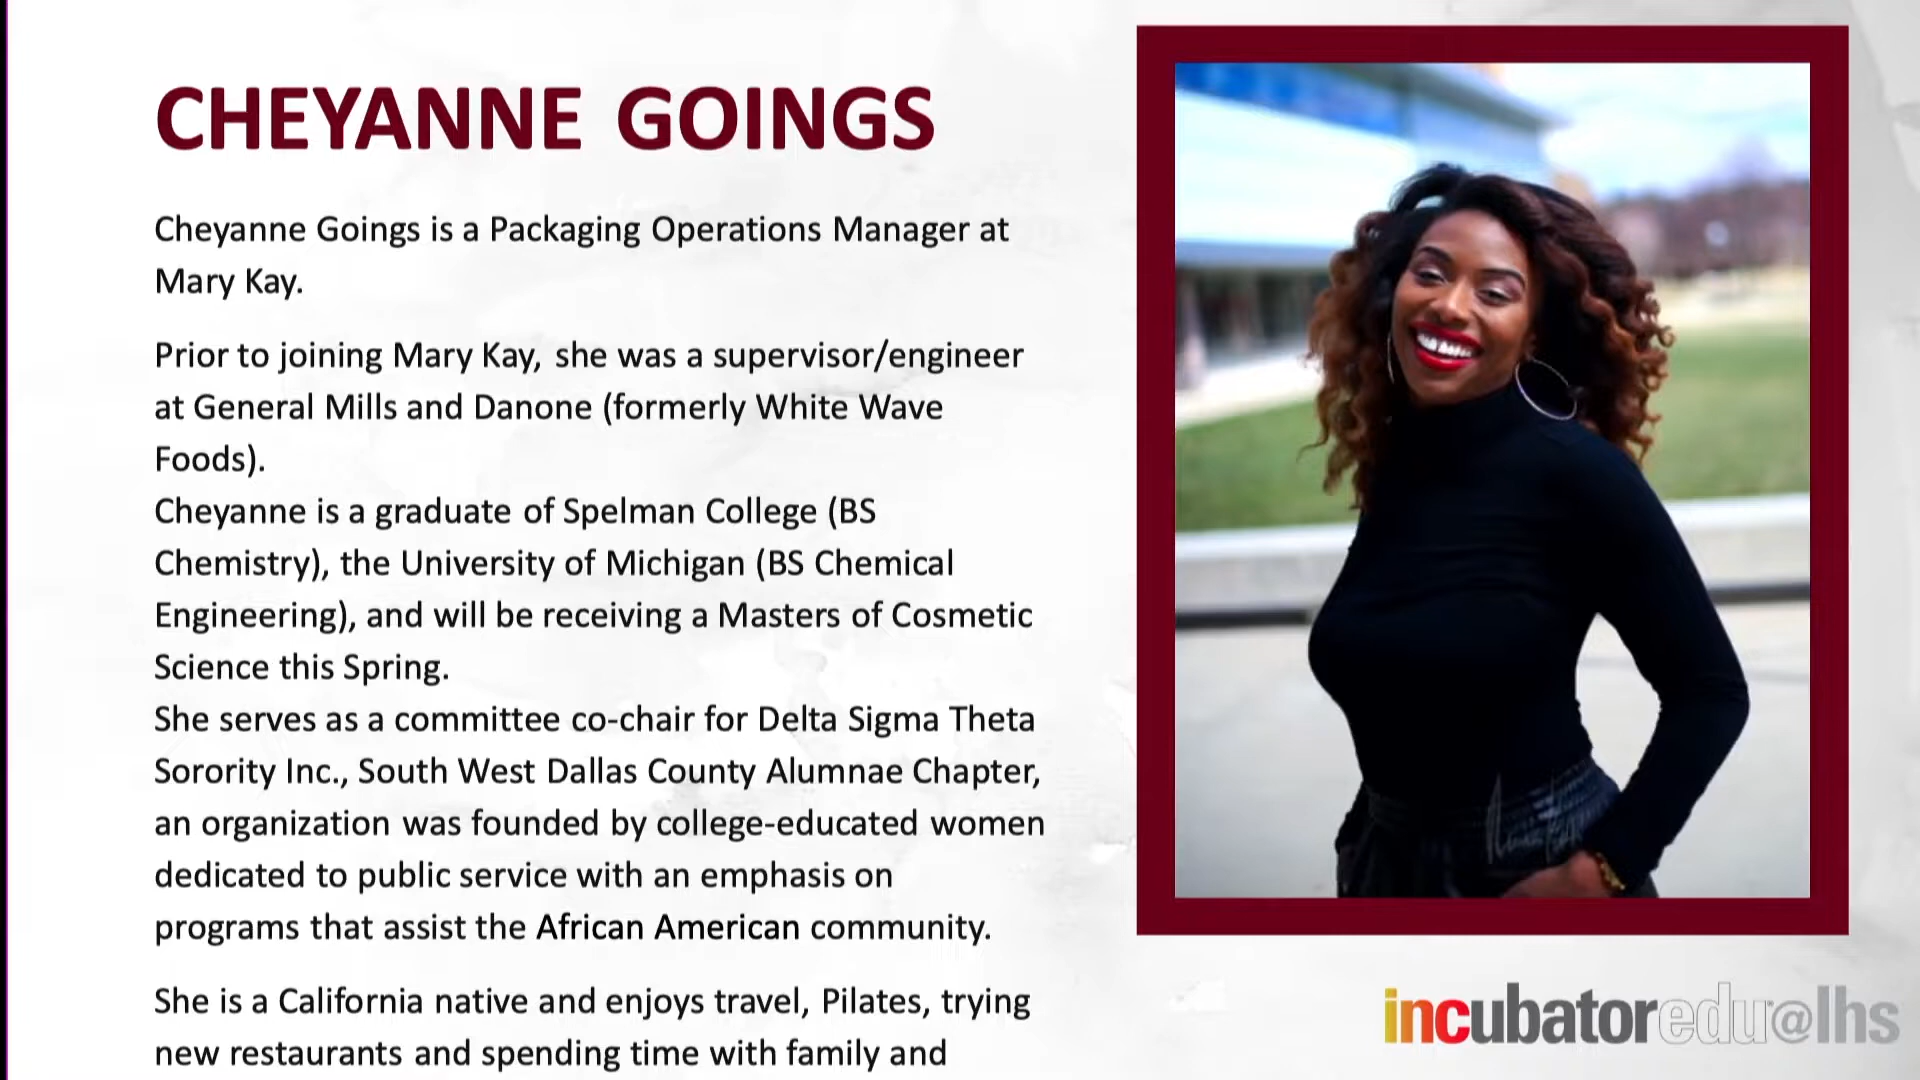 CHEYANNE GOINGS
Cheyanne Goings is a Packaging Operations Manager at
Mary Kay.
Prior to joining Mary Kay, she was a supervisor/engineer
at General Mills and Danone (formerly White Wave
Foods).
Cheyanne is a graduate of Spelman College (BS
Chemistry), the University of Michigan (BS Chemical
Engineering), and will be receiving a Masters of Cosmetic
Science this Spring.
She serves as a committee co-chair for Delta Sigma Theta
Sorority Inc., South West Dallas County Alumnae Chapter,
an organization was founded by college-educated women
dedicated to public service with an emphasis on
programs that assist the African American community.
She is a California native and enjoys travel, Pilates, trying
new restaurants and spending time with family and
incubatoredu@lhs